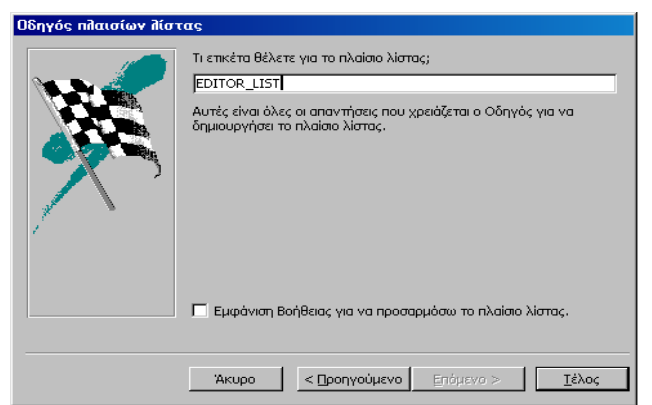 Οδηγός πλαισίων λίστας
Τι ετικέτα θέλετε για το πλαίσιο λίστας;
EDITOR_LIST
Αυτές είναι όλες οι απαντήσεις που χρειάζεται ο Οδηγός για να
δημιουργήσει το πλαίσιο λίστας.
Εμφάνιση Βοήθειας για να προσαρμόσω το πλαίσιο λίστας.
Άκυρο
< Προηγούμενο
Επόμενο >
Τέλος